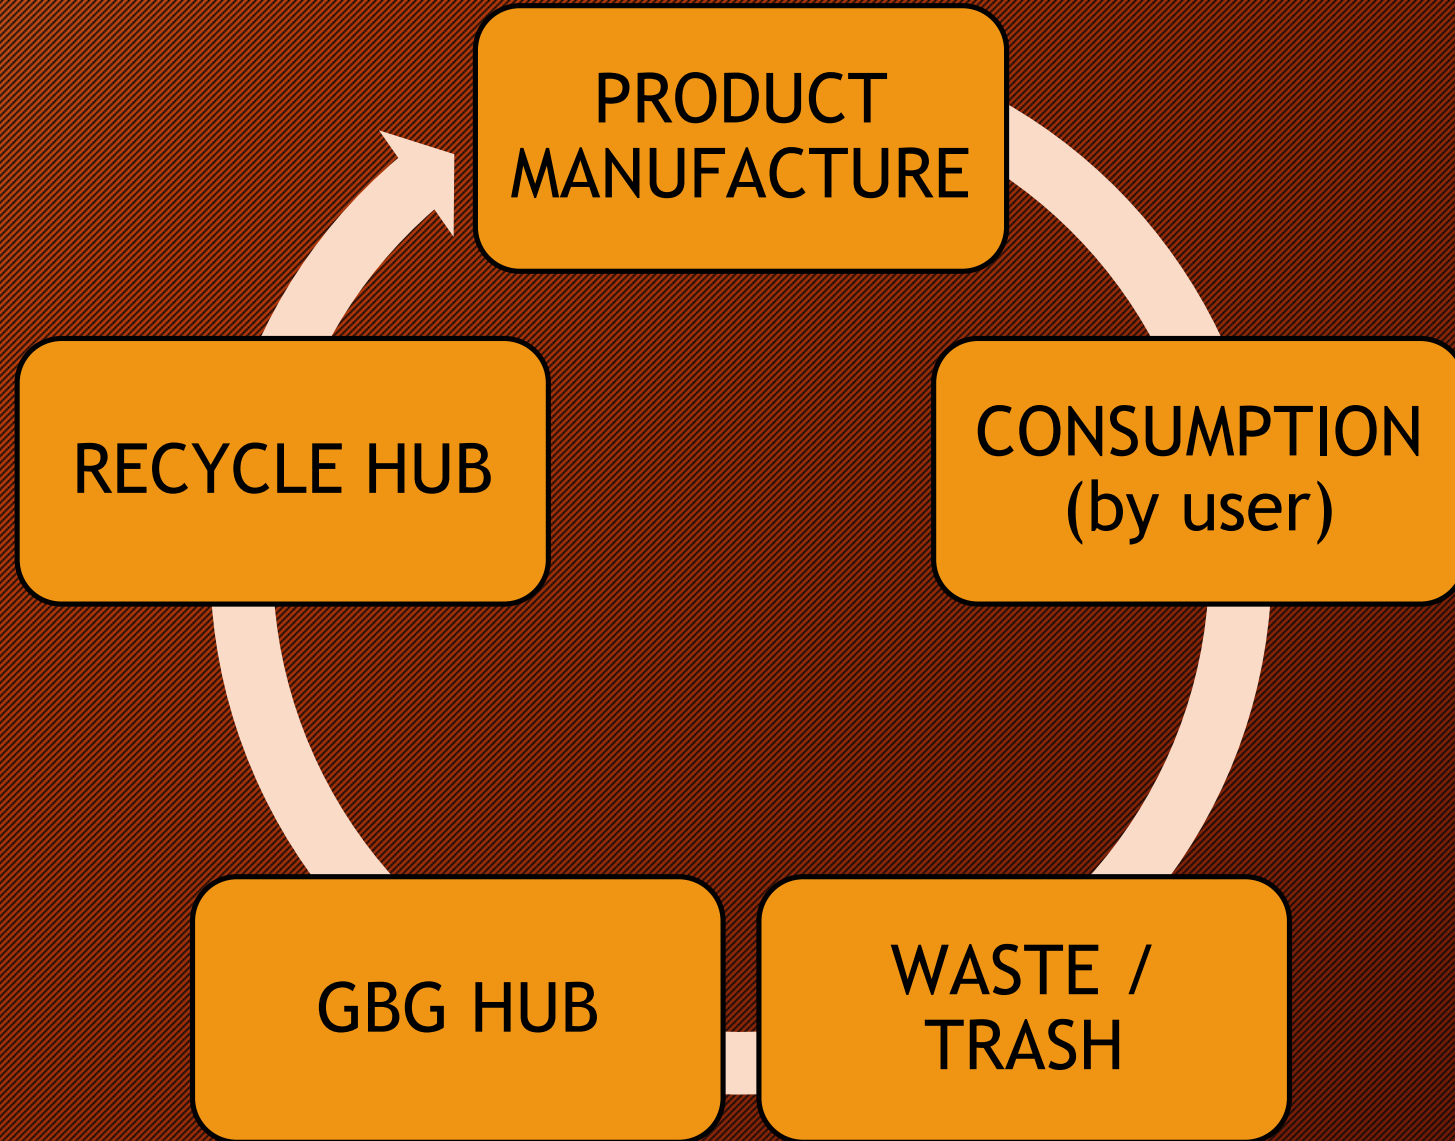 PRODUCT
MANUFACTURE
CONSUMPTION
(by user)
WASTE /
TRASH
GBG HUB
RECYCLE HUB